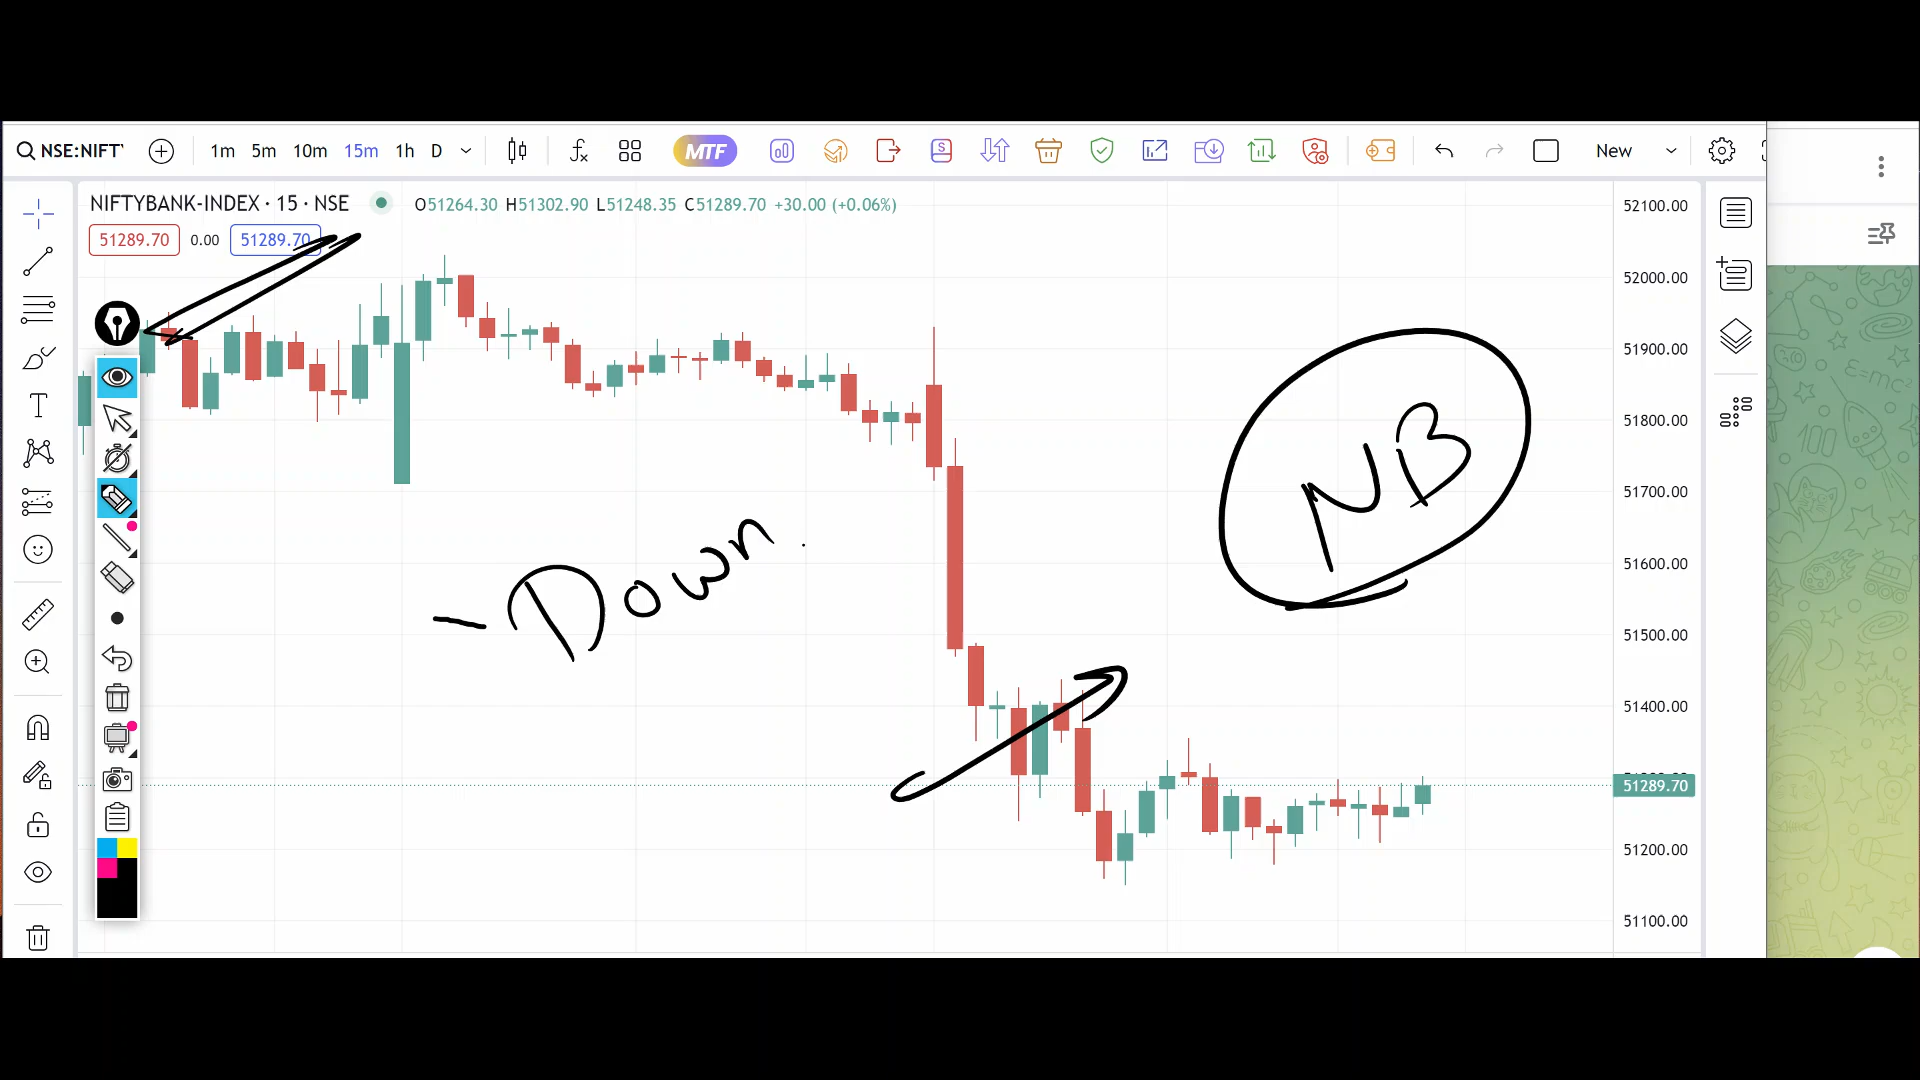 NSE:NIFT
1m 5m 10m 15m 1h D MTF New
NIFTYBANK-INDEX · 15 · NSE O51264.30 H51302.90 L51248.35 C51289.70 +30.00 (+0.06%)
51289.70 0.00 51289.70
52100.00
52000.00
51900.00
51800.00
51700.00
51600.00
51500.00
51400.00
51289.70
51200.00
51100.00
NB
- Down.